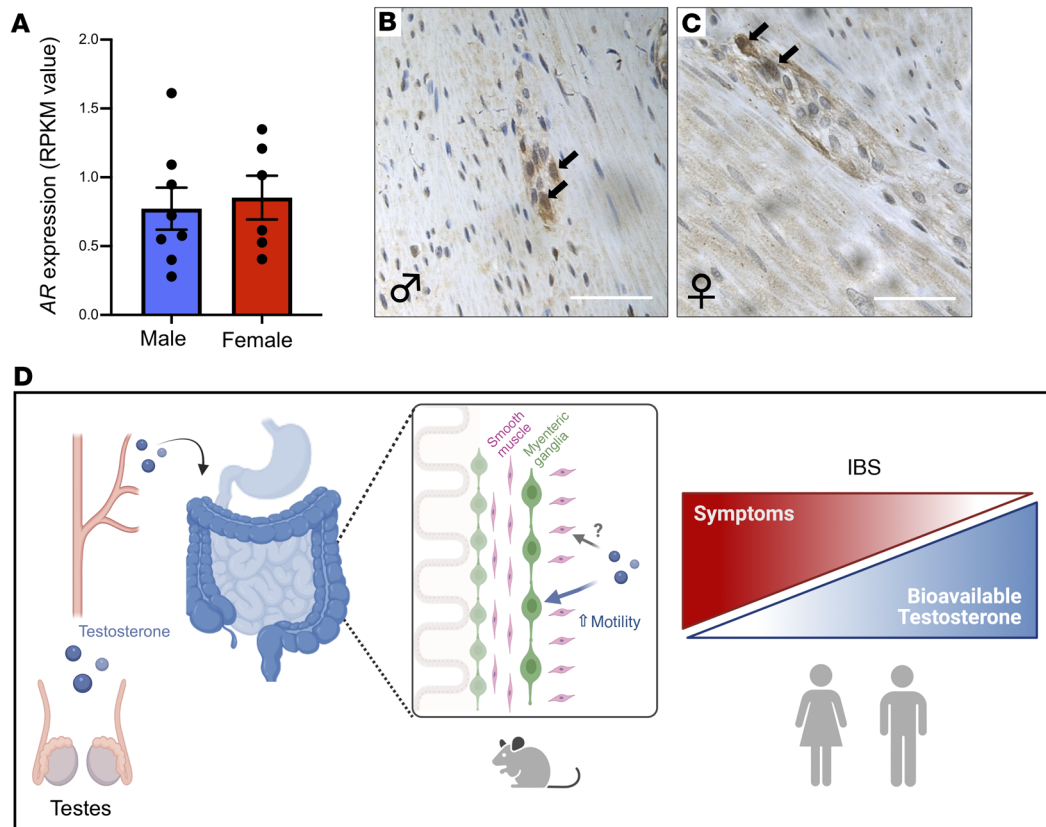 A
AR expression (RPKM value)
2.0
1.5
1.0
0.5
0.0
Male
Female
B
♂
C
♀
D
Testosterone
Testes
Smooth
muscle
Myenteric
ganglia
?
⇧ Motility
IBS
Symptoms
Bioavailable
Testosterone